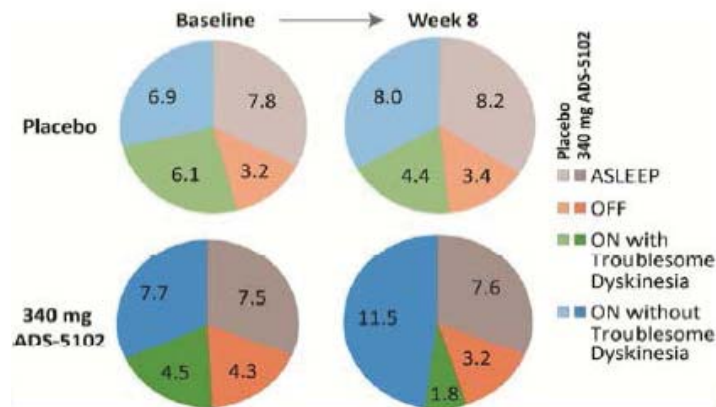 Baseline
Week 8
Placebo
6.9
7.8
6.1
3.2
8.0
8.2
4.4
3.4
340 mg
ADS-5102
7.7
7.5
4.5
4.3
11.5
7.6
1.8
3.2
Placebo
340 mg ADS-5102
ASLEEP
OFF
ON with
Troublesome
Dyskinesia
ON without
Troublesome
Dyskinesia